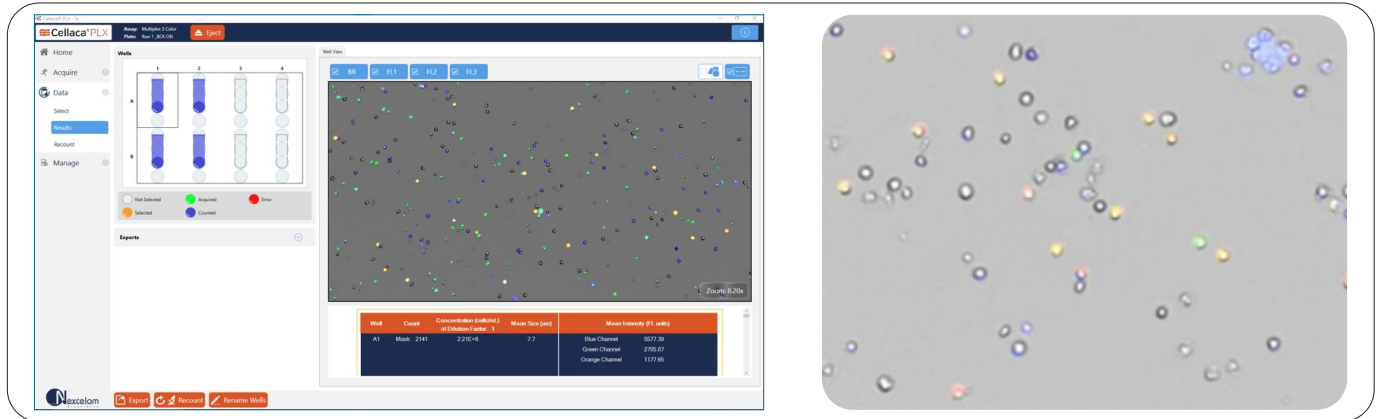 Cellaca® PLX - 3x
Cellaca®PLX
Assay: Multiplex 3 Color
Plate: Run 1_BCK ON
Eject
Home
Acquire
Data
Select
Results
Recount
Manage
Wells
1 2 3 4
A
B
Not Selected Acquired Error
Selected Counted
Exports
Well View
BR FL1 FL2 FL3
Zoom: 8.20x
Well Count Concentration (cells/mL) at Dilution Factor: 1 Mean Size (um) Mean Intensity (FL units)
A1 Mask: 2141 2.21E+6 7.7 Blue Channel 5577.39
Green Channel 2705.87
Orange Channel 1177.65
Nexcelom
Export Recount Rename Wells